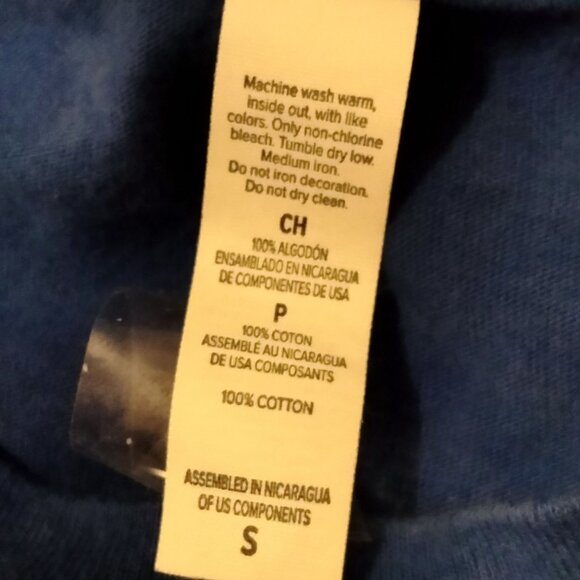 Machine wash warm,
inside out, with like
colors. Only non-chlorine
bleach. Tumble dry low.
Medium iron.
Do not iron decoration.
Do not dry clean.
CH
100% ALGODÓN
ENSAMBLADO EN NICARAGUA
DE COMPONENTES DE USA
P
100% COTON
ASSEMBLÉ AU NICARAGUA
DE USA COMPOSANTS
100% COTTON
ASSEMBLED IN NICARAGUA
OF US COMPONENTS
S